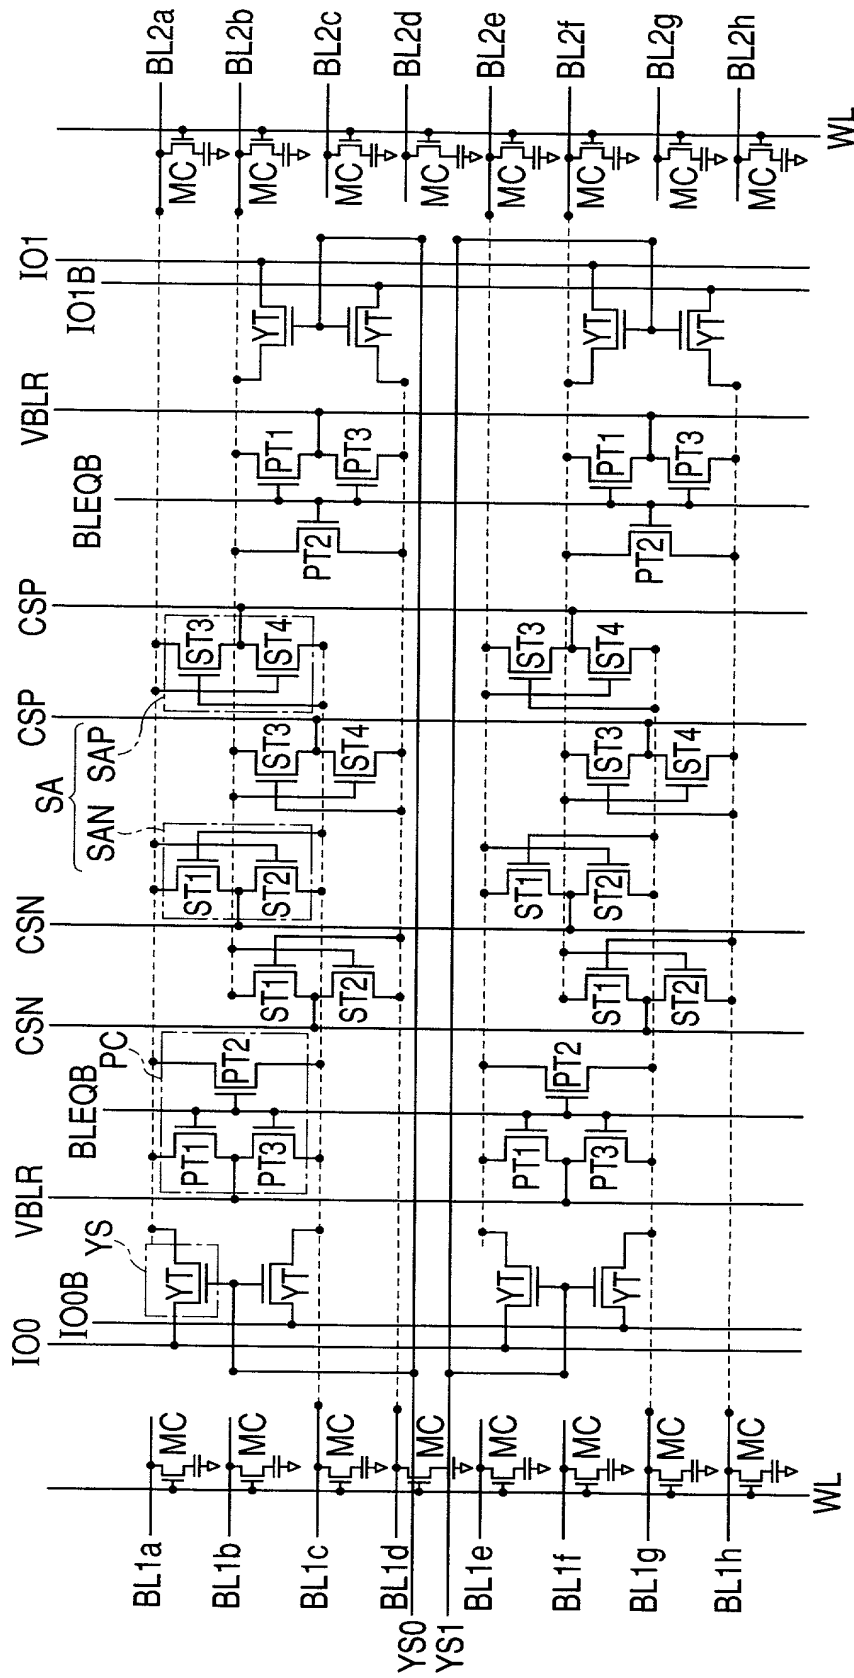 IO0
VBLR
CSN
CSN
CSP
CSP
VBLR
IO1
SA
IO0B
YS
BLEQB
PC
SAN
SAP
BLEQB
IO1B
BL1a
MC
YT
PT1
ST1
ST3
MC
BL2a
BL1b
MC
YT
PT3
PT2
ST1
ST2
ST3
ST4
PT1
YT
MC
BL2b
BL1c
MC
ST2
ST4
PT2
PT3
YT
MC
BL2c
BL1d
MC
MC
BL2d
YS0
YS1
BL1e
MC
YT
PT1
ST1
ST3
MC
BL2e
BL1f
MC
YT
PT3
PT2
ST1
ST2
ST3
ST4
PT1
YT
MC
BL2f
BL1g
MC
ST2
ST4
PT2
PT3
YT
MC
BL2g
BL1h
MC
MC
BL2h
WL
WL